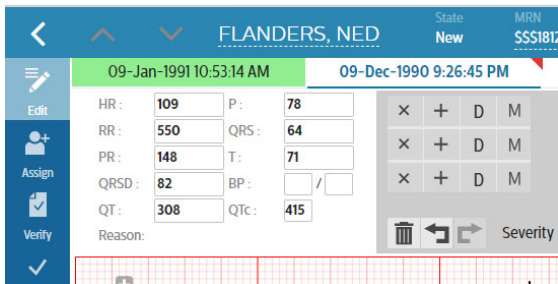 State MRN
FLANDERS, NED New $$$1812
09-Jan-1991 10:53:14 AM 09-Dec-1990 9:26:45 PM
Edit
HR: 109 P: 78 × + D M
RR: 550 QRS: 64
PR: 148 T: 71 × + D M
Assign
QRSD: 82 BP: / × + D M
QT: 308 QTc: 415
Verify
Reason: Severity